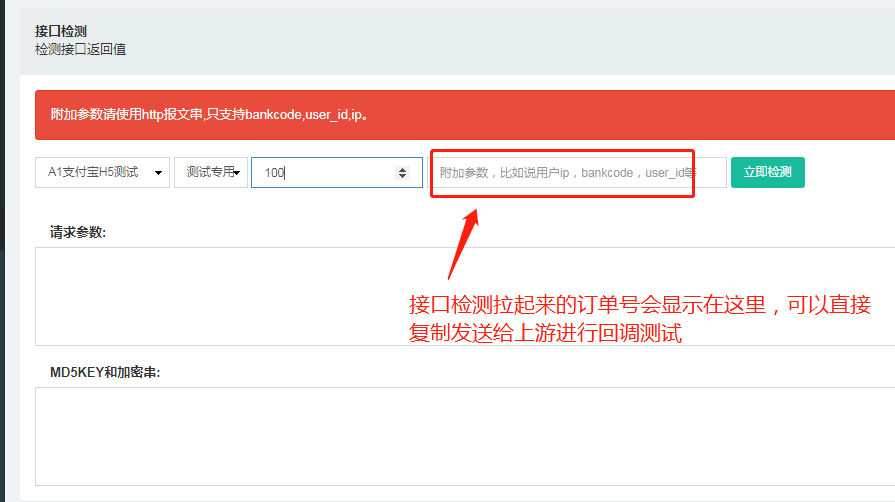 接口检测
检测接口返回值
附加参数请使用http报文串,只支持bankcode,user_id,ip。
A1支付宝H5测试
测试专用
100
附加参数，比如说用户ip，bankcode，user_id等
立即检测
请求参数:
接口检测拉起来的订单号会显示在这里，可以直接
复制发送给上游进行回调测试
MD5KEY和加密串: